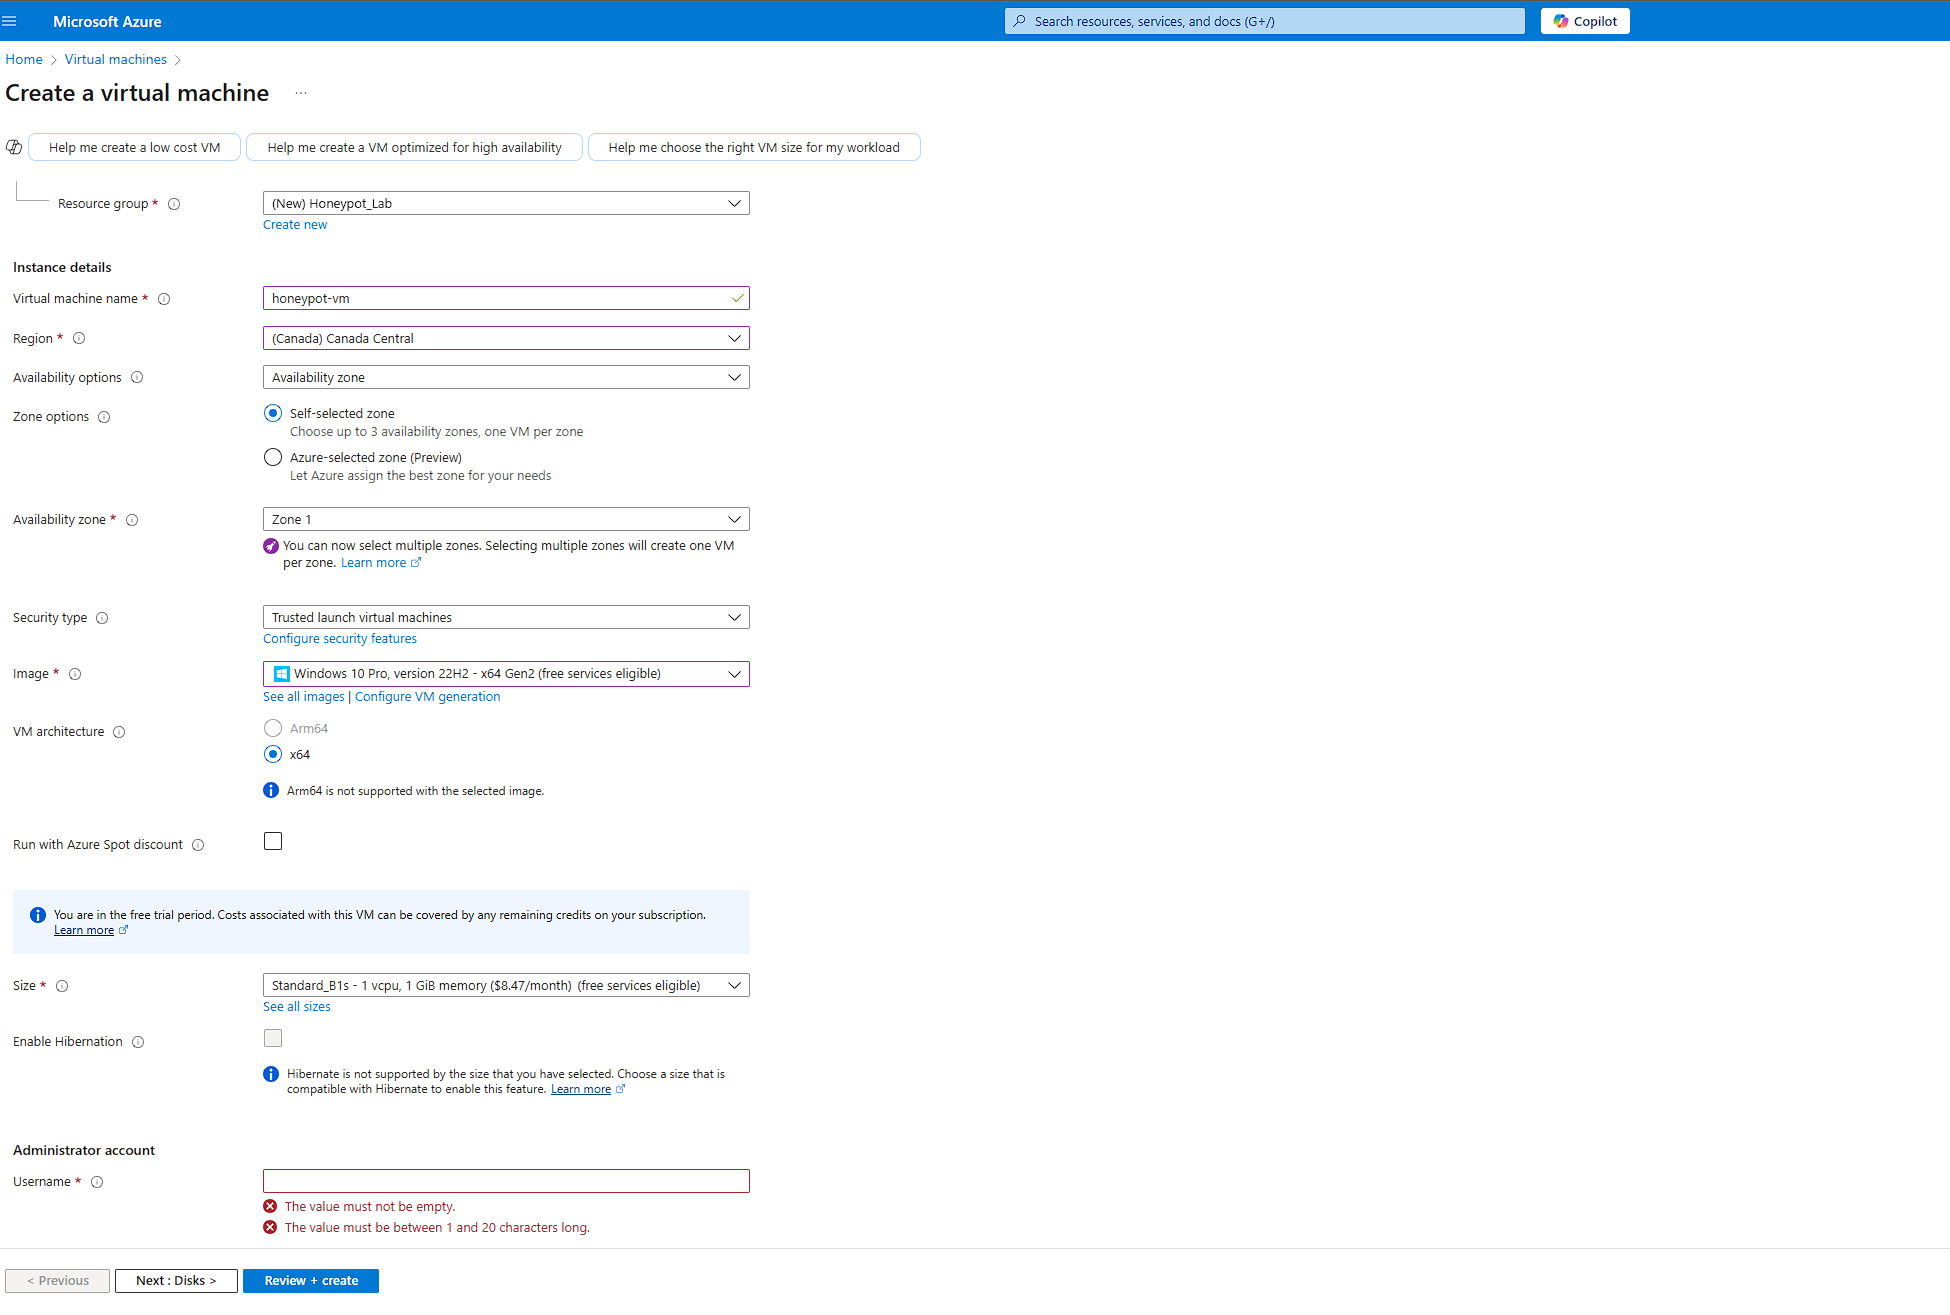 Microsoft Azure
Search resources, services, and docs (G+/)
Copilot
Home > Virtual machines >
Create a virtual machine ...
Help me create a low cost VM
Help me create a VM optimized for high availability
Help me choose the right VM size for my workload
Resource group *
(New) Honeypot_Lab
Create new
Instance details
Virtual machine name *
honeypot-vm
Region *
(Canada) Canada Central
Availability options
Availability zone
Zone options
Self-selected zone
Choose up to 3 availability zones, one VM per zone
Azure-selected zone (Preview)
Let Azure assign the best zone for your needs
Availability zone *
Zone 1
You can now select multiple zones. Selecting multiple zones will create one VM
per zone. Learn more
Security type
Trusted launch virtual machines
Configure security features
Image *
Windows 10 Pro, version 22H2 - x64 Gen2 (free services eligible)
See all images | Configure VM generation
VM architecture
Arm64
x64
Arm64 is not supported with the selected image.
Run with Azure Spot discount
You are in the free trial period. Costs associated with this VM can be covered by any remaining credits on your subscription.
Learn more
Size *
Standard_B1s - 1 vcpu, 1 GiB memory ($8.47/month) (free services eligible)
See all sizes
Enable Hibernation
Hibernate is not supported by the size that you have selected. Choose a size that is
compatible with Hibernate to enable this feature. Learn more
Administrator account
Username *
The value must not be empty.
The value must be between 1 and 20 characters long.
< Previous
Next : Disks >
Review + create